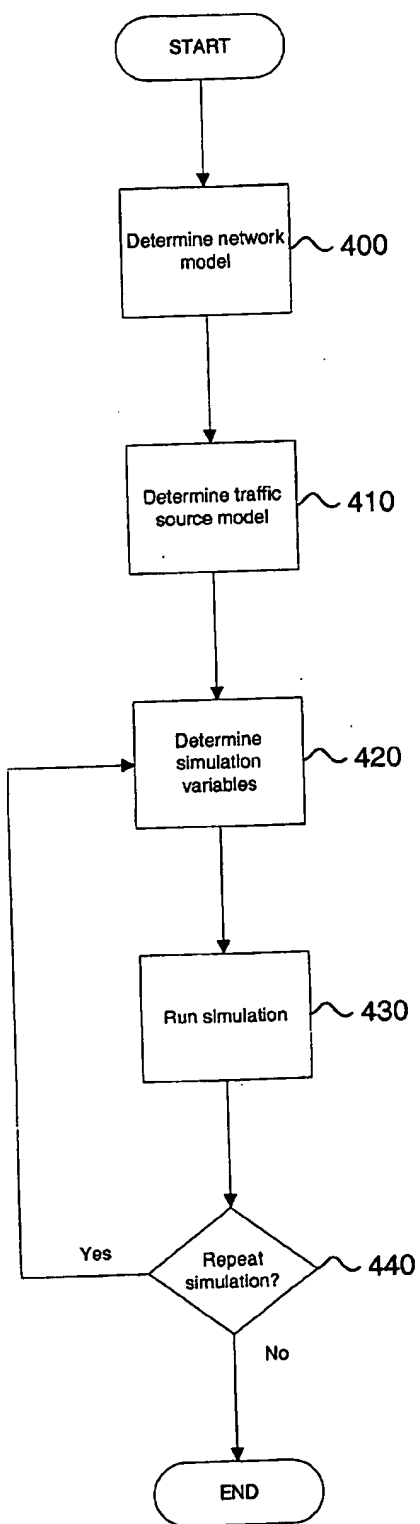 START
Determine network
model
400
Determine traffic
source model
410
Determine
simulation
variables
420
Run simulation
430
Repeat
simulation?
440
Yes
No
END